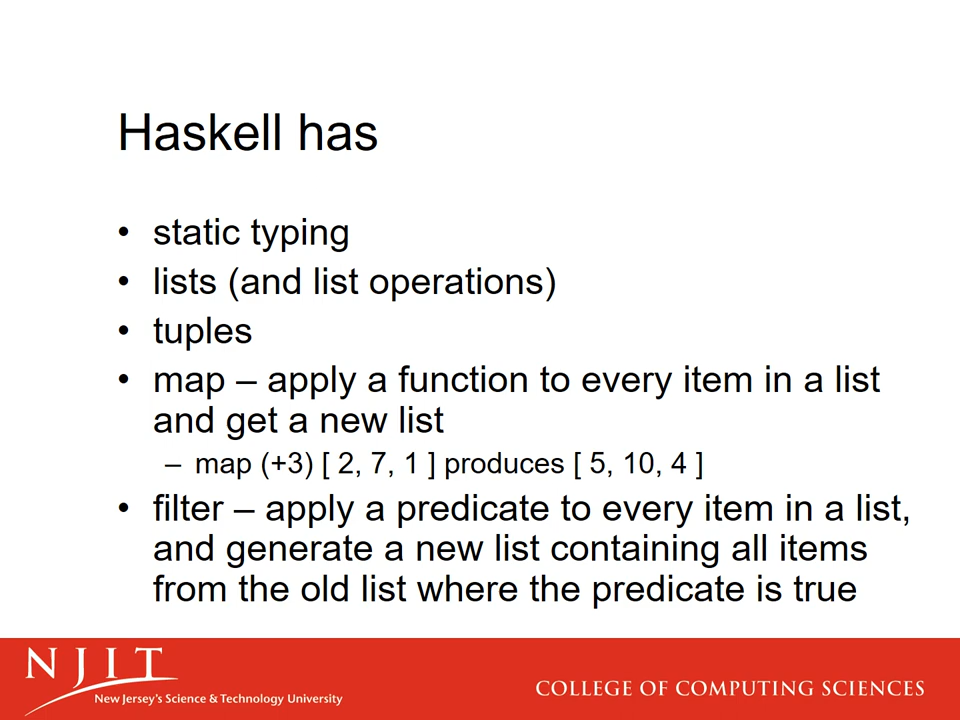 Haskell has
• static typing
• lists (and list operations)
• tuples
• map – apply a function to every item in a list
and get a new list
– map (+3) [ 2, 7, 1 ] produces [ 5, 10, 4 ]
• filter – apply a predicate to every item in a list,
and generate a new list containing all items
from the old list where the predicate is true
NJIT
New Jersey's Science & Technology University
COLLEGE OF COMPUTING SCIENCES